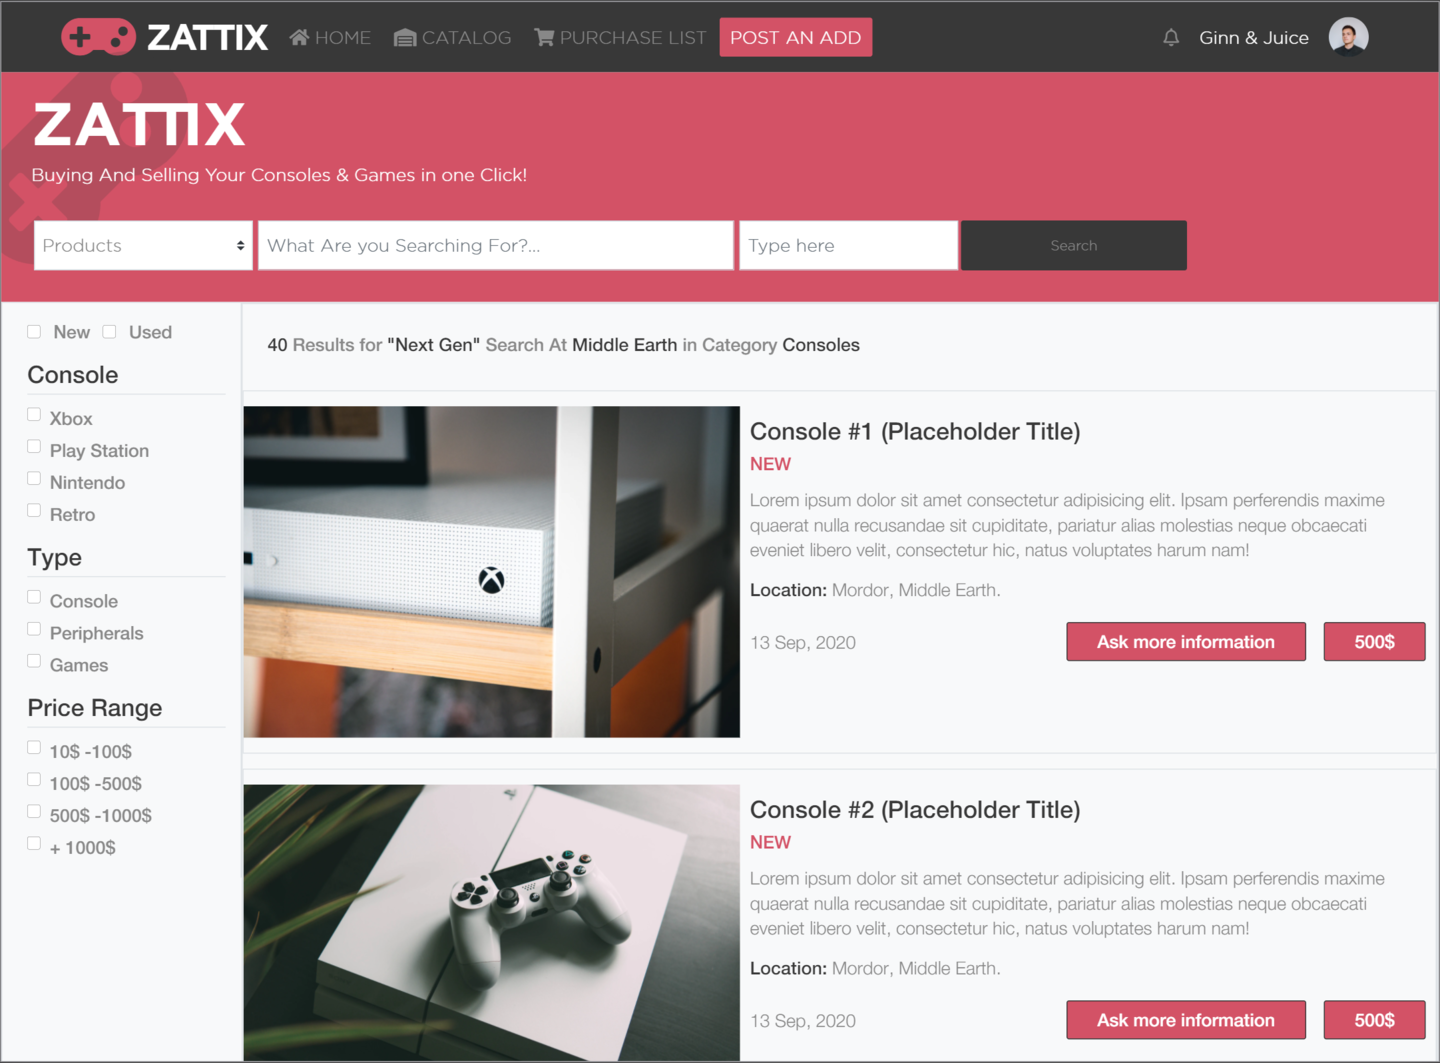 ZATTIX HOME CATALOG PURCHASE LIST POST AN ADD Ginn & Juice
ZATTIX
Buying And Selling Your Consoles & Games in one Click!
Products What Are you Searching For?... Type here Search
New Used
Console
Xbox
Play Station
Nintendo
Retro
Type
Console
Peripherals
Games
Price Range
10$ -100$
100$ -500$
500$ -1000$
+ 1000$
40 Results for "Next Gen" Search At Middle Earth in Category Consoles
Console #1 (Placeholder Title)
NEW
Lorem ipsum dolor sit amet consectetur adipisicing elit. Ipsam perferendis maxime
quaerat nulla recusandae sit cupiditate, pariatur alias molestias neque obcaecati
eveniet libero velit, consectetur hic, natus voluptates harum nam!
Location: Mordor, Middle Earth.
13 Sep, 2020 Ask more information 500$
Console #2 (Placeholder Title)
NEW
Lorem ipsum dolor sit amet consectetur adipisicing elit. Ipsam perferendis maxime
quaerat nulla recusandae sit cupiditate, pariatur alias molestias neque obcaecati
eveniet libero velit, consectetur hic, natus voluptates harum nam!
Location: Mordor, Middle Earth.
13 Sep, 2020 Ask more information 500$